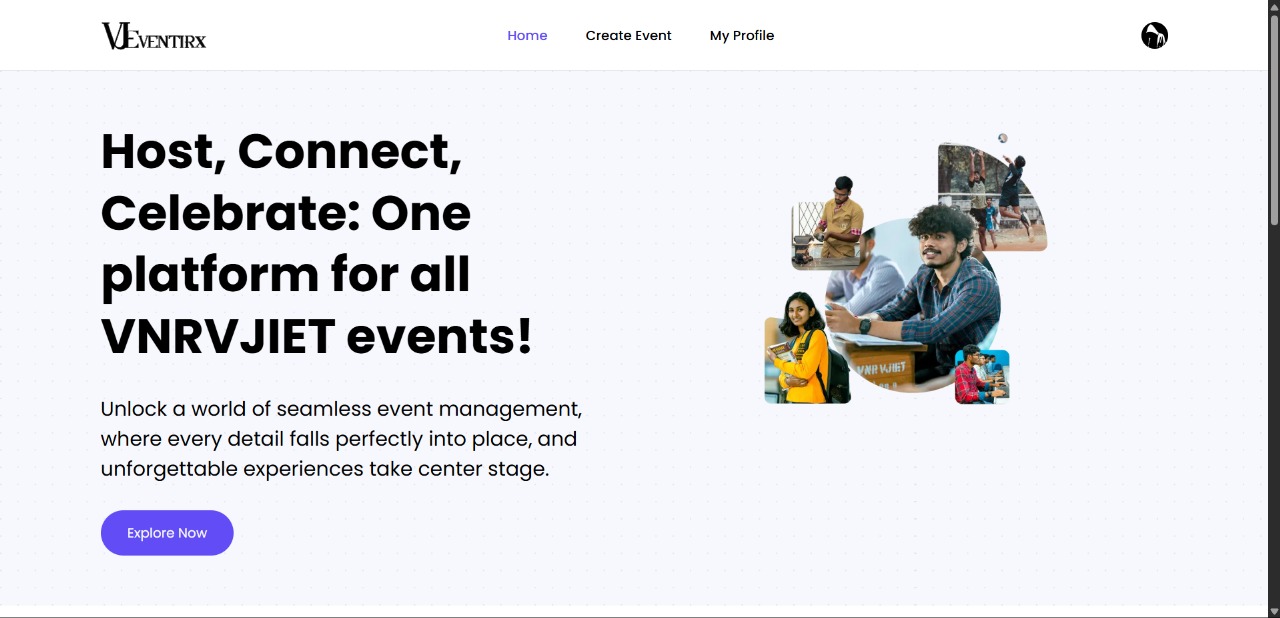 VJEVENTIRX
Home
Create Event
My Profile
Host, Connect,
Celebrate: One
platform for all
VNRVJIET events!
Unlock a world of seamless event management,
where every detail falls perfectly into place, and
unforgettable experiences take center stage.
Explore Now
VNR VJIET